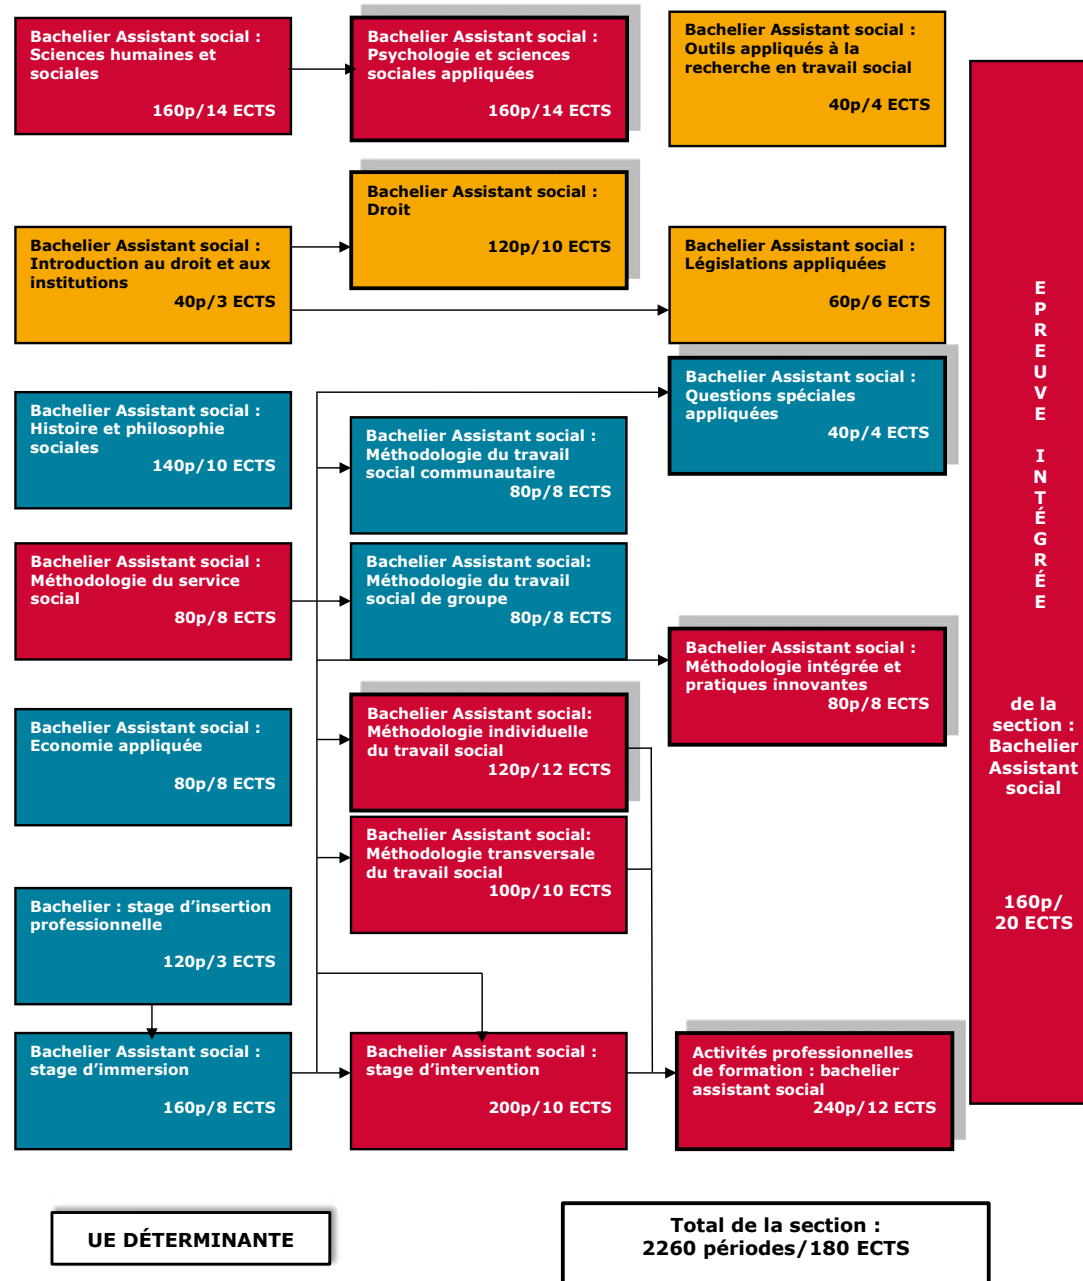 Bachelier Assistant social :
Sciences humaines et
sociales
160p/14 ECTS
Bachelier Assistant social :
Psychologie et sciences
sociales appliquées
160p/14 ECTS
Bachelier Assistant social :
Outils appliqués à la
recherche en travail social
40p/4 ECTS
Bachelier Assistant social :
Droit
120p/10 ECTS
Bachelier Assistant social :
Introduction au droit et aux
institutions
40p/3 ECTS
Bachelier Assistant social :
Législations appliquées
60p/6 ECTS
Bachelier Assistant social :
Questions spéciales
appliquées
40p/4 ECTS
Bachelier Assistant social :
Histoire et philosophie
sociales
140p/10 ECTS
Bachelier Assistant social :
Méthodologie du travail
social communautaire
80p/8 ECTS
Bachelier Assistant social :
Méthodologie du service
social
80p/8 ECTS
Bachelier Assistant social:
Méthodologie du travail
social de groupe
80p/8 ECTS
Bachelier Assistant social :
Méthodologie intégrée et
pratiques innovantes
80p/8 ECTS
Bachelier Assistant social :
Economie appliquée
80p/8 ECTS
Bachelier Assistant social:
Méthodologie individuelle
du travail social
120p/12 ECTS
Bachelier Assistant social:
Méthodologie transversale
du travail social
100p/10 ECTS
Bachelier : stage d’insertion
professionnelle
120p/3 ECTS
Bachelier Assistant social :
stage d’immersion
160p/8 ECTS
Bachelier Assistant social :
stage d’intervention
200p/10 ECTS
Activités professionnelles
de formation : bachelier
assistant social
240p/12 ECTS
EPREUVE INTÉGRÉE
de la
section :
Bachelier
Assistant
social
160p/
20 ECTS
UE DÉTERMINANTE
Total de la section :
2260 périodes/180 ECTS